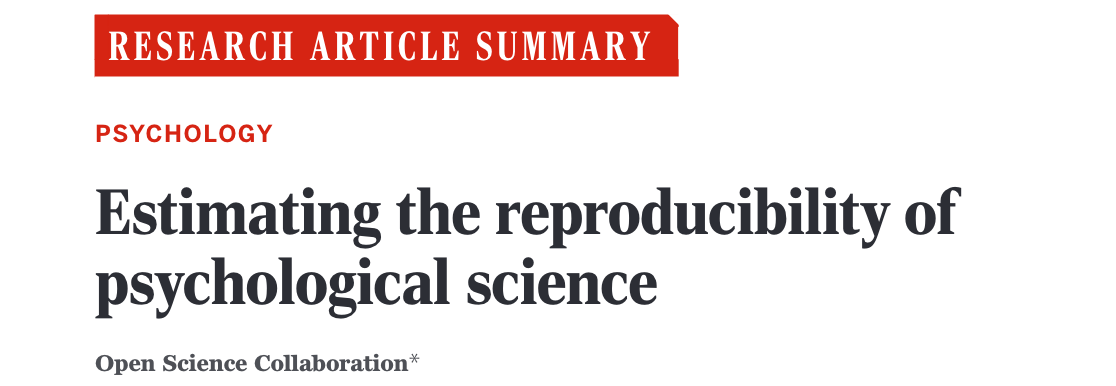 RESEARCH ARTICLE SUMMARY
PSYCHOLOGY
Estimating the reproducibility of
psychological science
Open Science Collaboration*